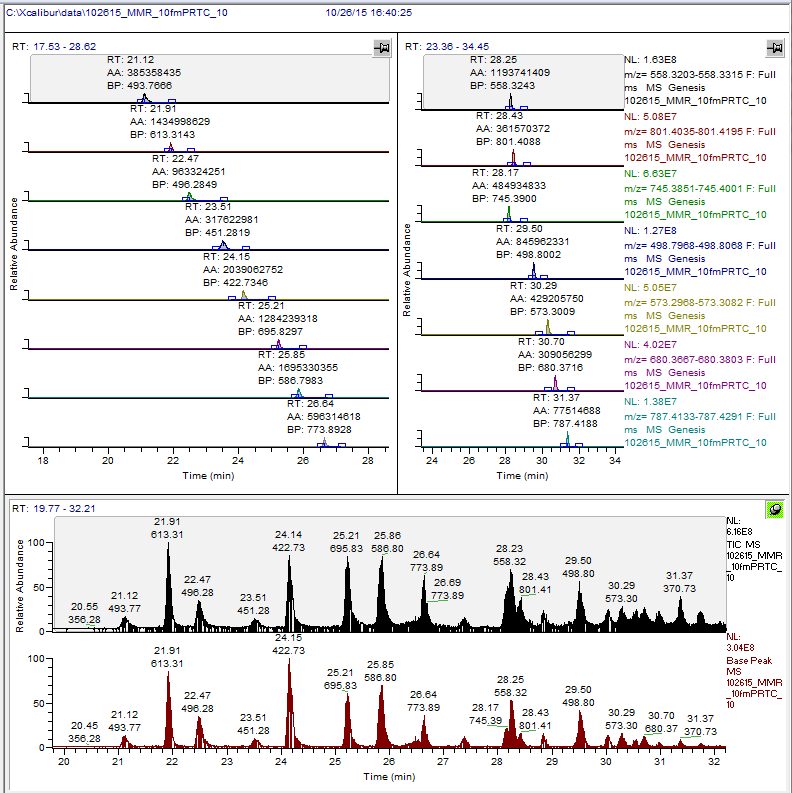 C:\Xcalibur\data\102615_MMR_10fmPRTC_10 10/26/15 16:40:25
RT: 17.53 - 28.62
RT: 21.12
AA: 385358435
BP: 493.7666
RT: 21.91
AA: 1434998629
BP: 613.3143
RT: 22.47
AA: 963324251
BP: 496.2849
RT: 23.51
AA: 317622981
BP: 451.2819
RT: 24.15
AA: 2039062752
BP: 422.7346
RT: 25.21
AA: 1284239318
BP: 695.8297
RT: 25.85
AA: 1695330355
BP: 586.7983
RT: 26.64
AA: 596314618
BP: 773.8928
Relative Abundance
18 20 22 24 26 28
Time (min)
RT: 23.36 - 34.45
RT: 28.25
AA: 1193741409
BP: 558.3243
RT: 28.43
AA: 361570372
BP: 801.4088
RT: 28.17
AA: 484934833
BP: 745.3900
RT: 29.50
AA: 845962331
BP: 498.8002
RT: 30.29
AA: 429205750
BP: 573.3009
RT: 30.70
AA: 309056299
BP: 680.3716
RT: 31.37
AA: 77514688
BP: 787.4188
Relative Abundance
24 26 28 30 32 34
Time (min)
NL: 1.63E8
m/z= 558.3203-558.3315 F: Full
ms MS Genesis
102615_MMR_10fmPRTC_10
NL: 5.08E7
m/z= 801.4035-801.4195 F: Full
ms MS Genesis
102615_MMR_10fmPRTC_10
NL: 6.63E7
m/z= 745.3851-745.4001 F: Full
ms MS Genesis
102615_MMR_10fmPRTC_10
NL: 1.27E8
m/z= 498.7968-498.8068 F: Full
ms MS Genesis
102615_MMR_10fmPRTC_10
NL: 5.05E7
m/z= 573.2968-573.3082 F: Full
ms MS Genesis
102615_MMR_10fmPRTC_10
NL: 4.02E7
m/z= 680.3667-680.3803 F: Full
ms MS Genesis
102615_MMR_10fmPRTC_10
NL: 1.38E7
m/z= 787.4133-787.4291 F: Full
ms MS Genesis
102615_MMR_10fmPRTC_10
RT: 19.77 - 32.21
Relative Abundance
100
50
0
20.55
356.28
21.12
493.77
21.91
613.31
22.47
496.28
23.51
451.28
24.14
422.73
25.21
695.83
25.86
586.80
26.64
773.89
26.69
773.89
28.23
558.32
28.43
801.41
29.50
498.80
30.29
573.30
31.37
370.73
NL:
6.16E8
TIC MS
102615_MMR
_10fmPRTC_
10
100
50
0
20.45
356.28
21.12
493.77
21.91
613.31
22.47
496.28
23.51
451.28
24.15
422.73
25.21
695.83
25.85
586.80
26.64
773.89
28.17
745.39
28.25
558.32
28.43
801.41
29.50
498.80
30.29
573.30
30.70
680.37
31.37
370.73
NL:
3.04E8
Base Peak
MS
102615_MMR
_10fmPRTC_
10
20 21 22 23 24 25 26 27 28 29 30 31 32
Time (min)